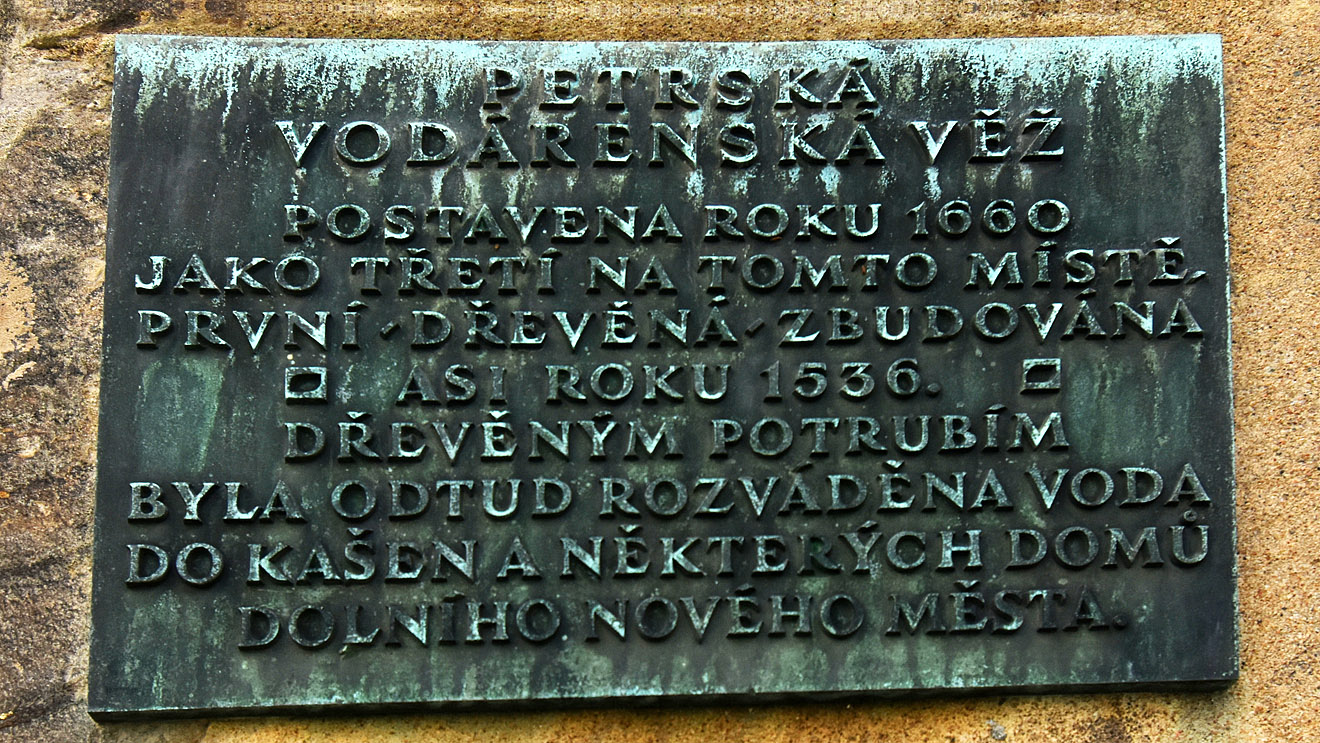 PETRSKÁ
VODÁRENSKÁ VĚŽ
POSTAVENA ROKU 1660
JAKO TŘETÍ NA TOMTO MÍSTĚ,
PRVNÍ-DŘEVĚNÁ-ZBUDOVÁNA
ASI ROKU 1536.
DŘEVĚNÝM POTRUBÍM
BYLA ODTUD ROZVÁDĚNA VODA
DO KAŠEN A NĚKTERÝCH DOMŮ
DOLNÍHO NOVÉHO MĚSTA.